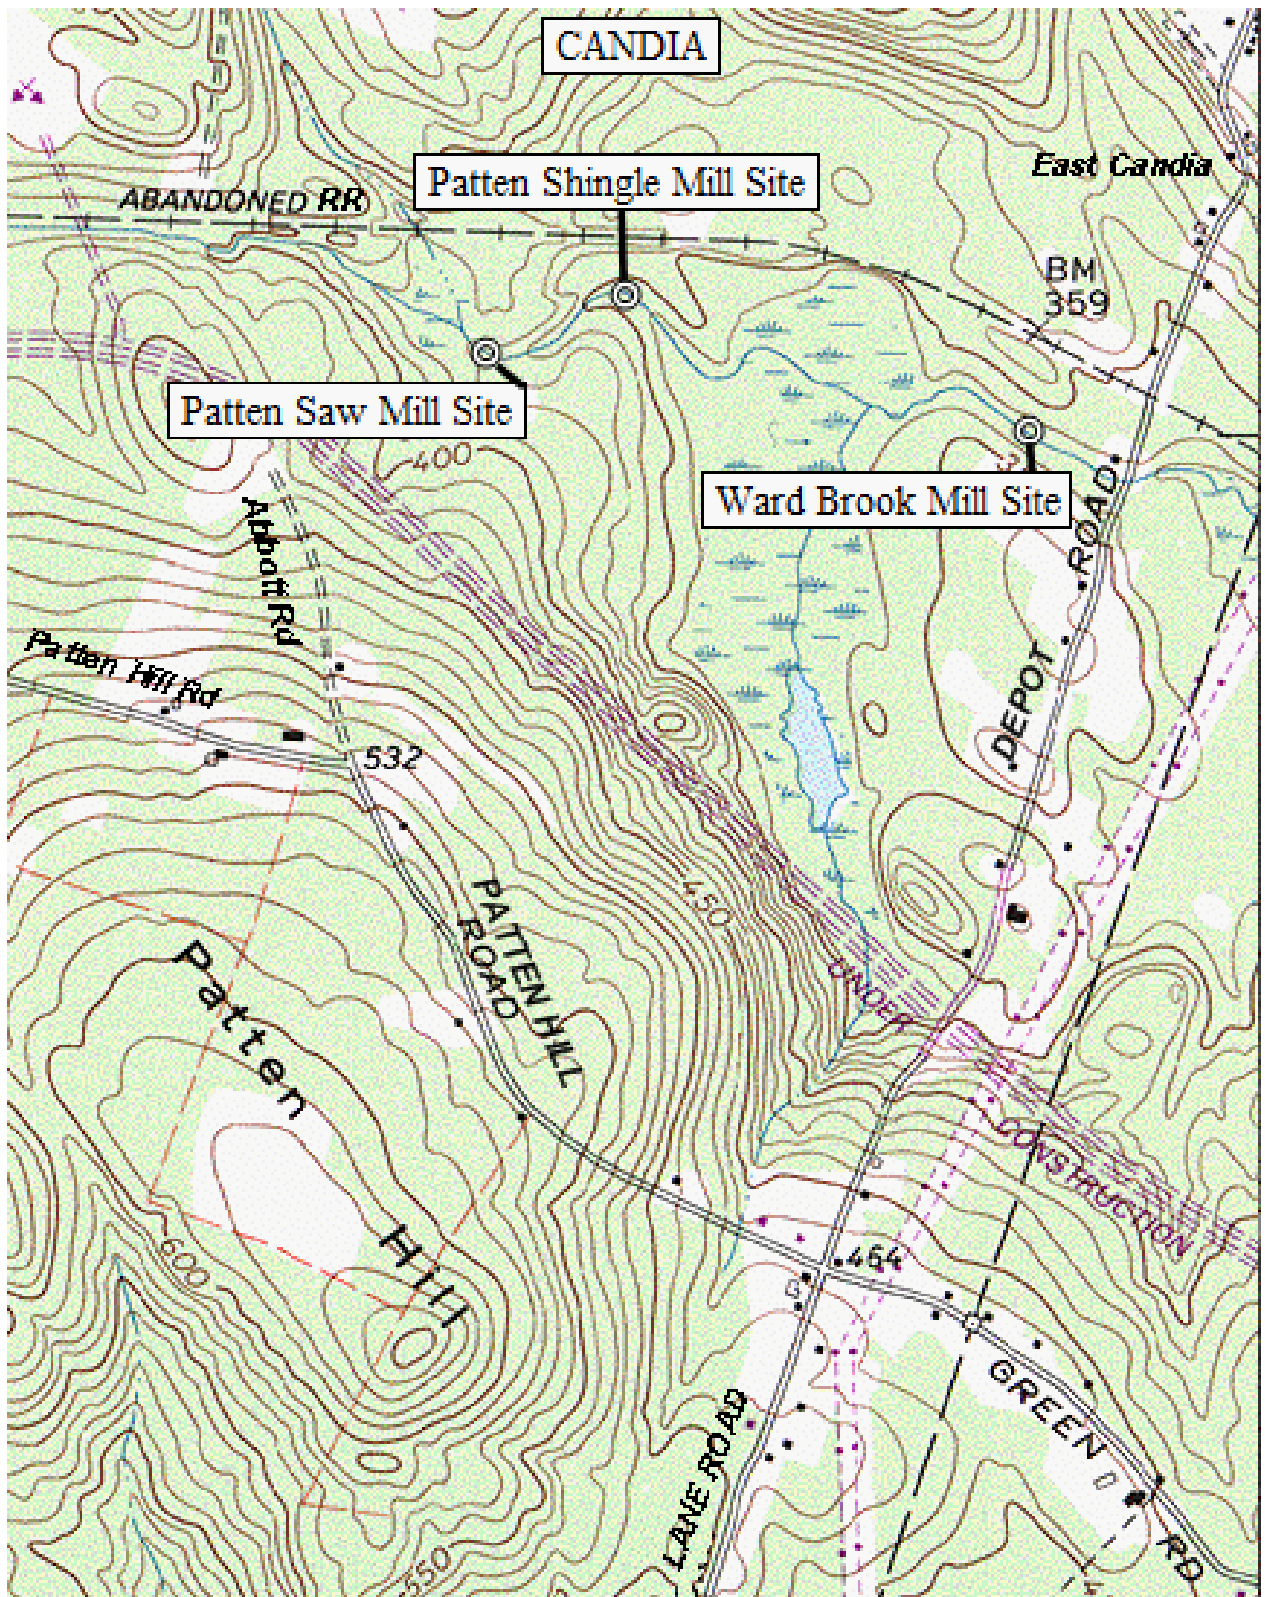 CANDIA
East Candia
Patten Shingle Mill Site
ABANDONED RR
BM
359
Patten Saw Mill Site
400
Ward Brook Mill Site
Abbott Rd
DEPOT ROAD
Patten Hill Rd
532
450
PATTEN HILL
ROAD
UNDER CONSTRUCTION
Patten Hill
600
464
GREEN RD
LANE ROAD
550